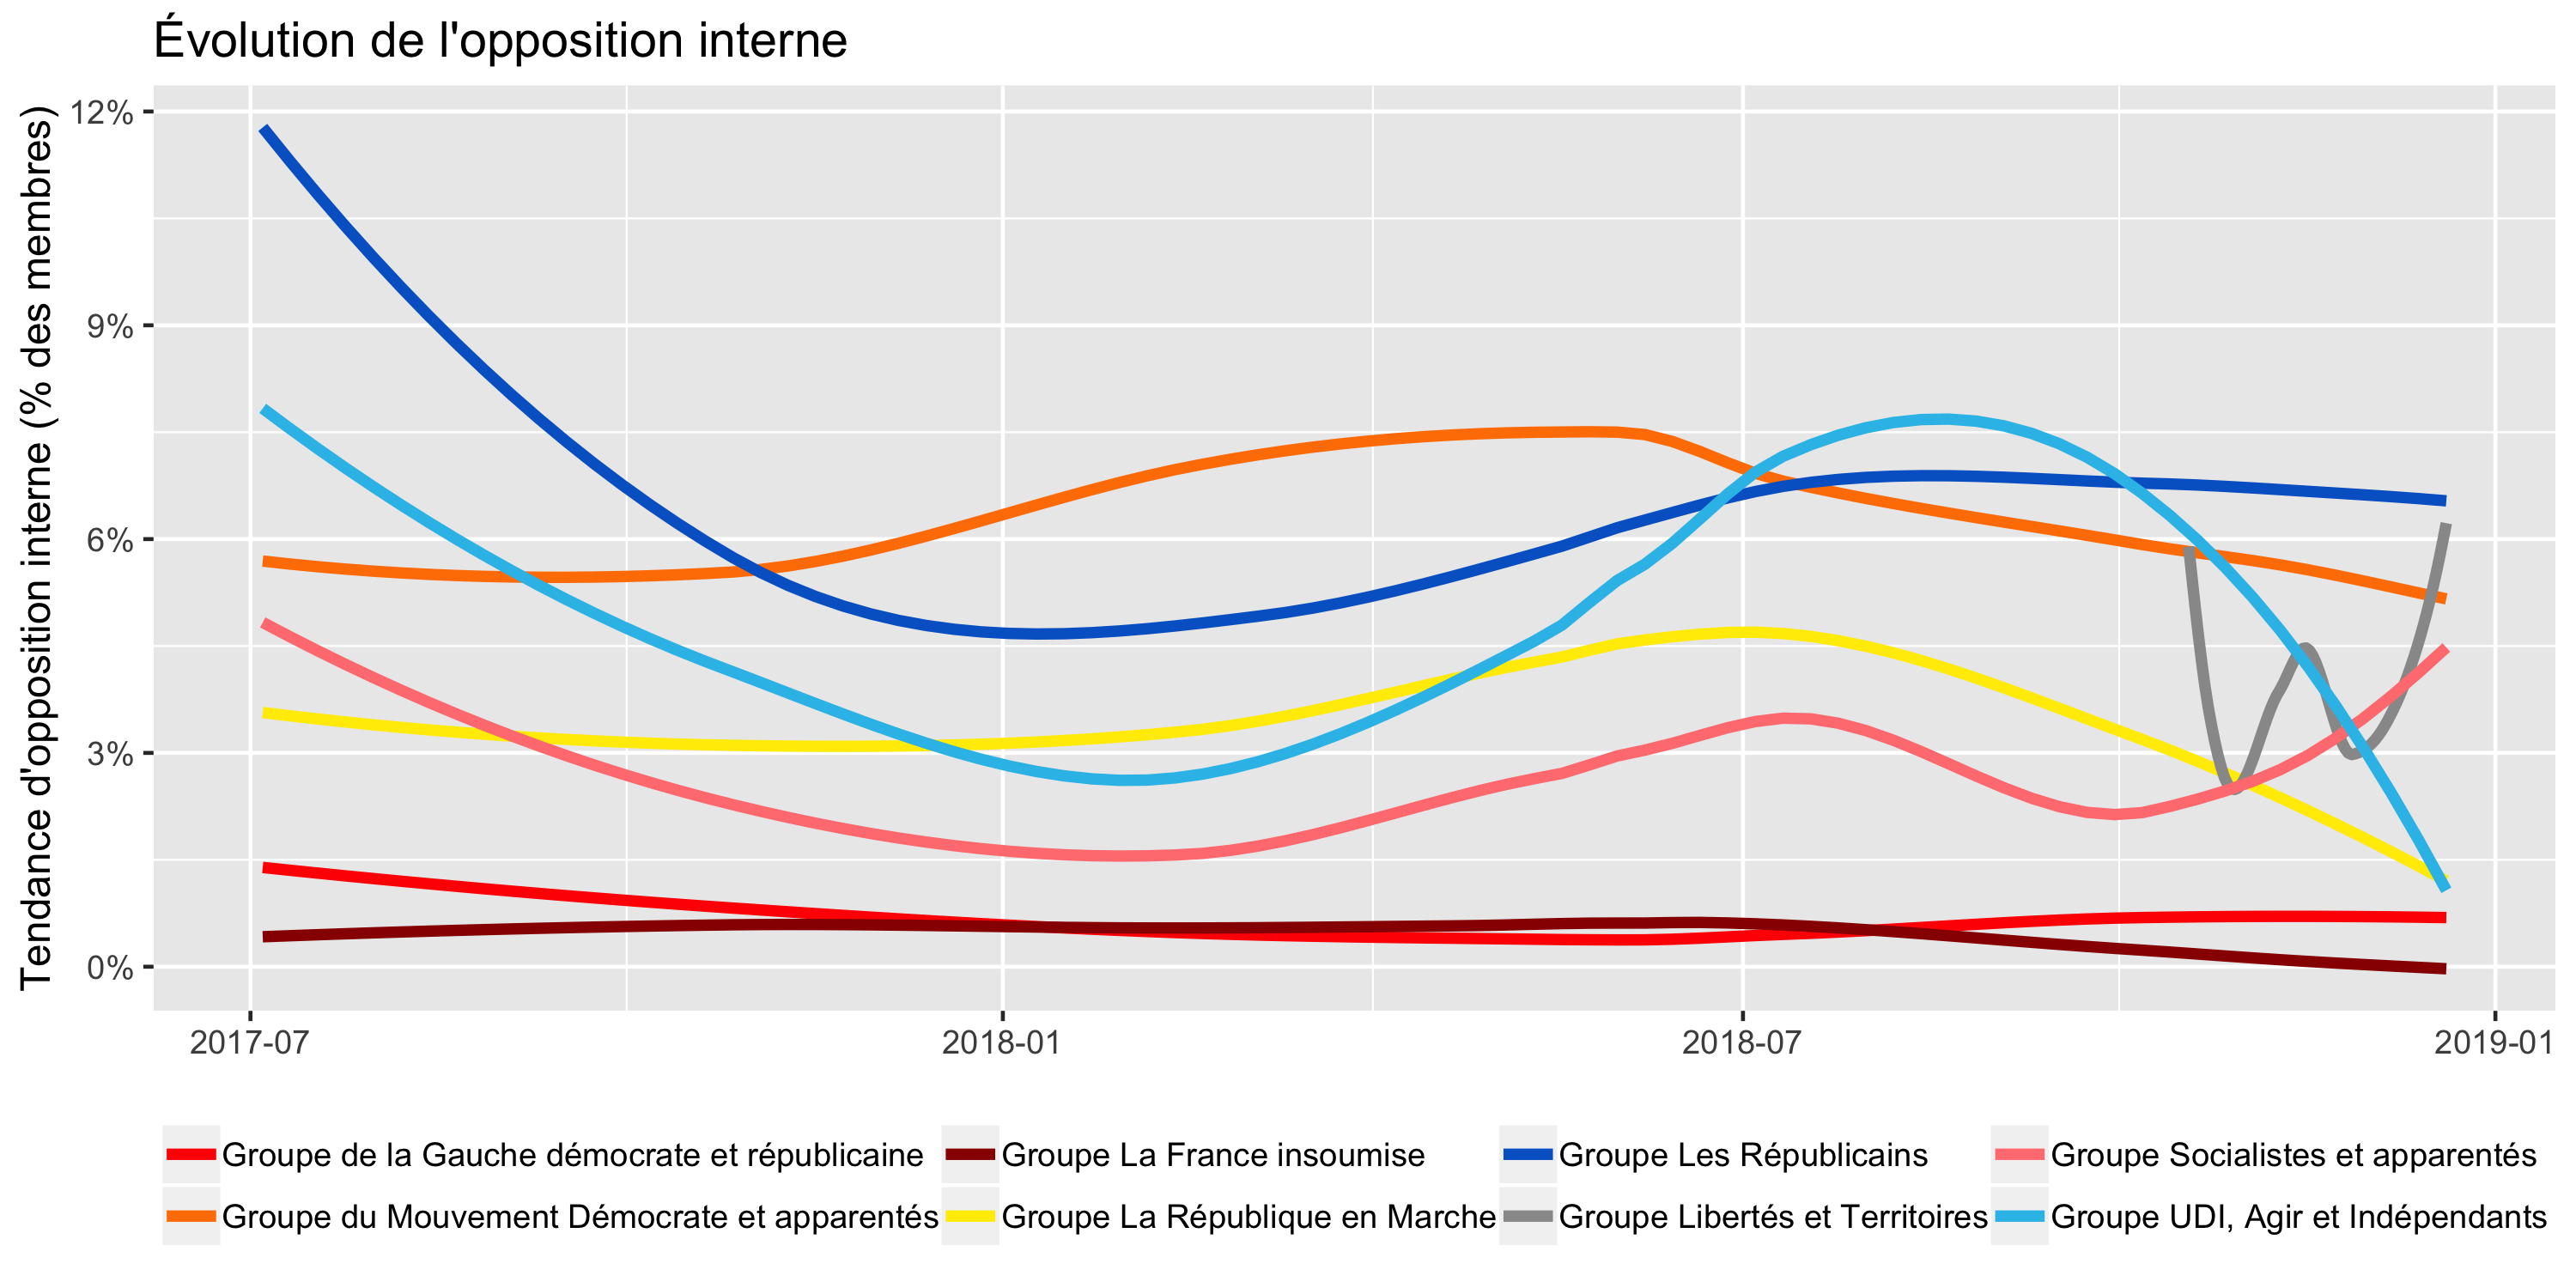 Évolution de l'opposition interne
Tendance d'opposition interne (% des membres)
12%
9%
6%
3%
0%
2017-07
2018-01
2018-07
2019-01
Groupe de la Gauche démocrate et républicaine
Groupe La France insoumise
Groupe Les Républicains
Groupe Socialistes et apparentés
Groupe du Mouvement Démocrate et apparentés
Groupe La République en Marche
Groupe Libertés et Territoires
Groupe UDI, Agir et Indépendants